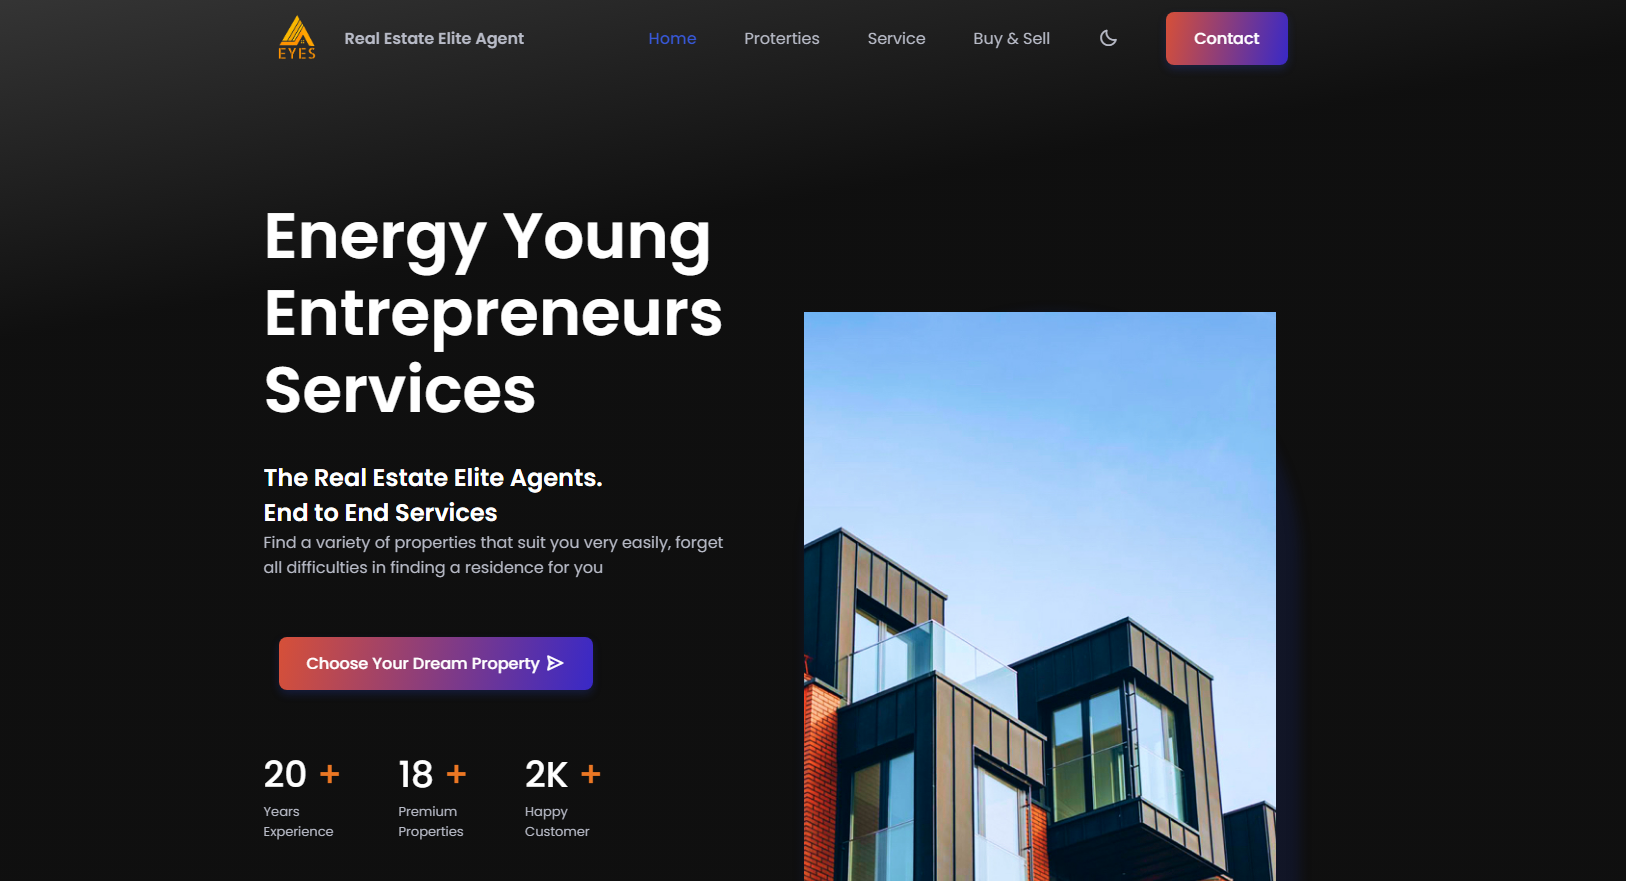 EYES
Real Estate Elite Agent
Home
Proterties
Service
Buy & Sell
Contact
Energy Young
Entrepreneurs
Services
The Real Estate Elite Agents.
End to End Services
Find a variety of properties that suit you very easily, forget
all difficulties in finding a residence for you
Choose Your Dream Property
20 +
Years
Experience
18 +
Premium
Properties
2K +
Happy
Customer